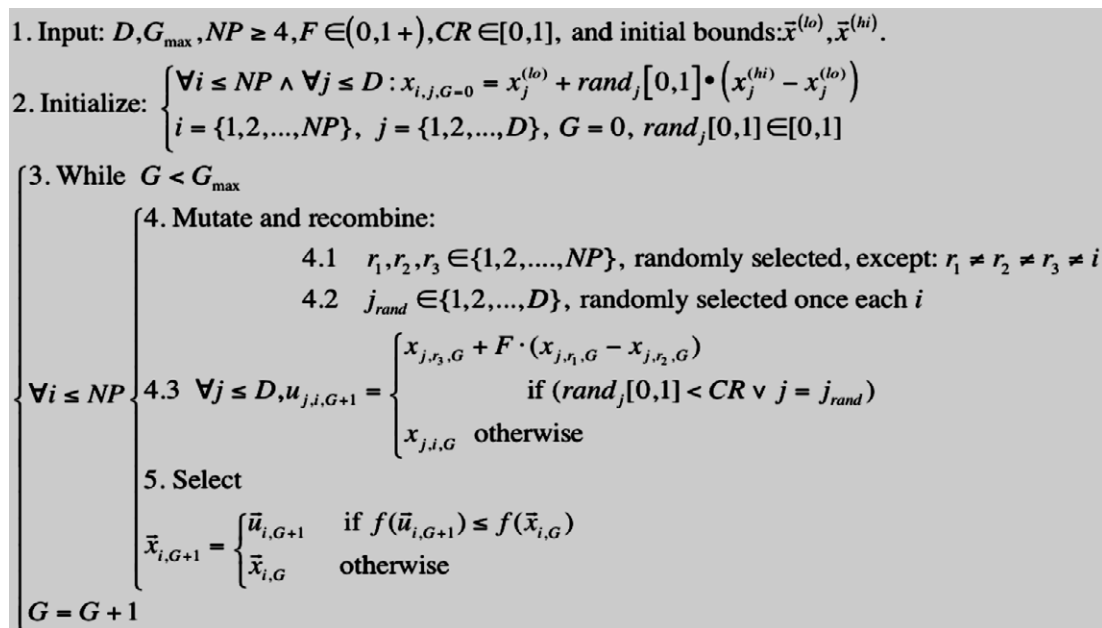 1. Input: D,G_max,NP ≥ 4,F ∈(0,1+),CR ∈[0,1], and initial bounds:x⃗^(lo),x⃗^(hi).
2. Initialize: { ∀i ≤ NP ∧ ∀j ≤ D : x_{i,j,G=0} = x_j^(lo) + rand_j[0,1]•(x_j^(hi) − x_j^(lo))
i = {1,2,...,NP}, j = {1,2,...,D}, G = 0, rand_j[0,1]∈[0,1]
3. While G < G_max
4. Mutate and recombine:
4.1 r_1,r_2,r_3 ∈{1,2,....,NP}, randomly selected, except: r_1 ≠ r_2 ≠ r_3 ≠ i
4.2 j_rand ∈{1,2,...,D}, randomly selected once each i
x_{j,r_3,G} + F · (x_{j,r_1,G} − x_{j,r_2,G})
∀i ≤ NP { 4.3 ∀j ≤ D,u_{j,i,G+1} = { if (rand_j[0,1] < CR ∨ j = j_rand)
x_{j,i,G} otherwise
5. Select
x⃗_{i,G+1} = { u⃗_{i,G+1} if f(u⃗_{i,G+1}) ≤ f(x⃗_{i,G})
x⃗_{i,G} otherwise
G = G + 1